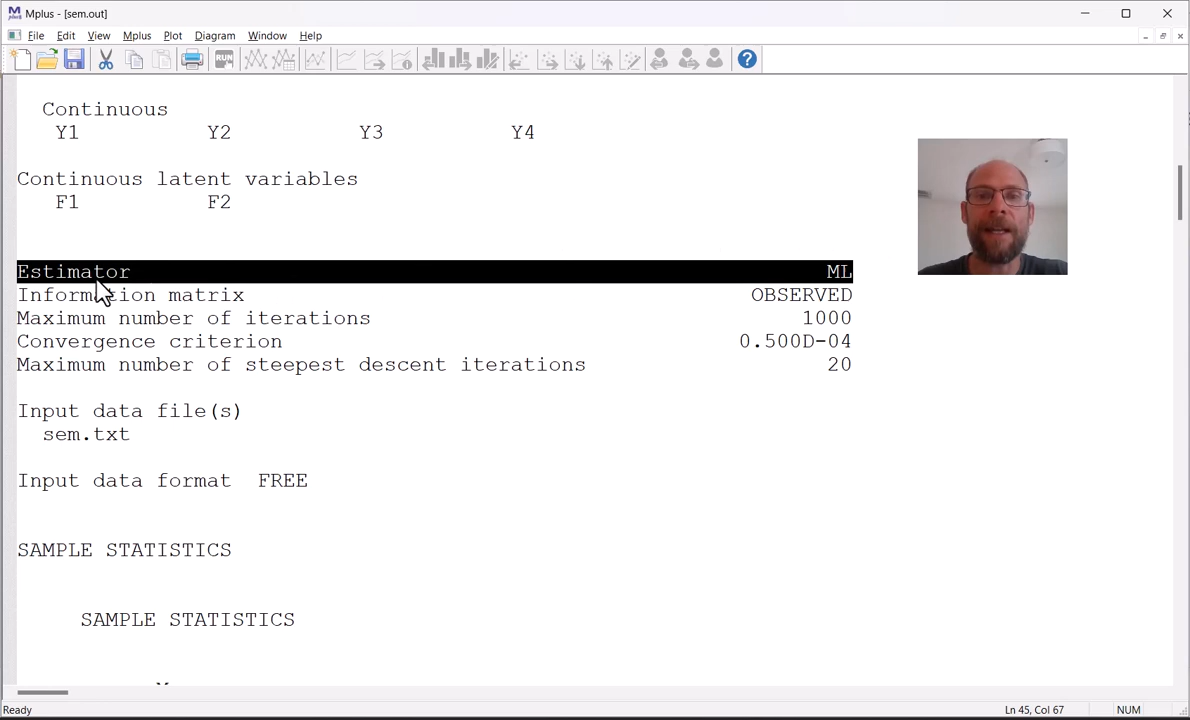 Mplus - [sem.out]
File Edit View Mplus Plot Diagram Window Help
RUN
Continuous
Y1 Y2 Y3 Y4
Continuous latent variables
F1 F2
Estimator ML
Information matrix OBSERVED
Maximum number of iterations 1000
Convergence criterion 0.500D-04
Maximum number of steepest descent iterations 20
Input data file(s)
sem.txt
Input data format FREE
SAMPLE STATISTICS
SAMPLE STATISTICS
Ready Ln 45, Col 67 NUM